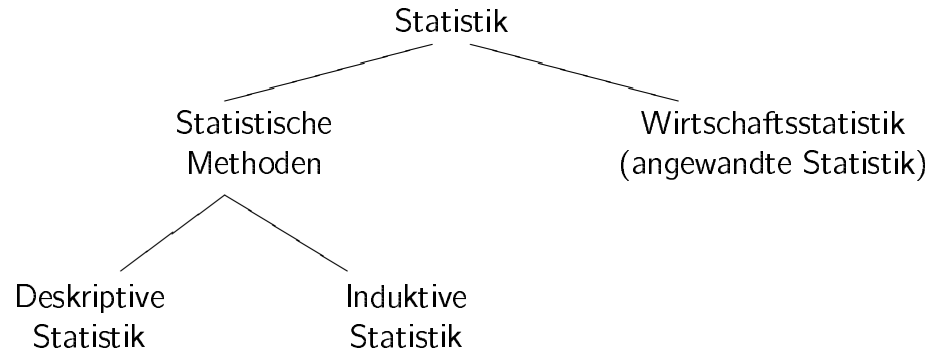 Statistik
Statistische
Methoden
Wirtschaftsstatistik
(angewandte Statistik)
Deskriptive
Statistik
Induktive
Statistik